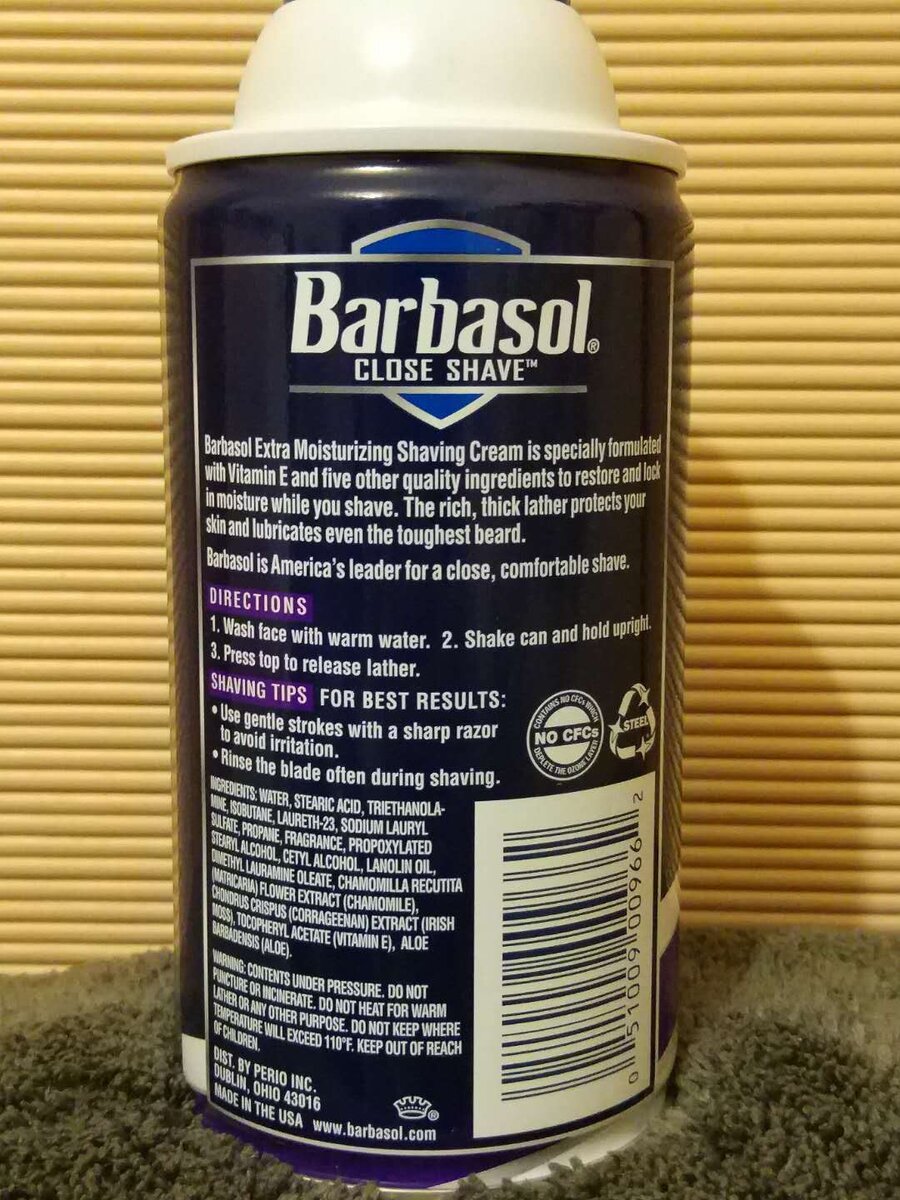 Barbasol®
CLOSE SHAVE™
Barbasol Extra Moisturizing Shaving Cream is specially formulated
with Vitamin E and five other quality ingredients to restore and lock
in moisture while you shave. The rich, thick lather protects your
skin and lubricates even the toughest beard.
Barbasol is America's leader for a close, comfortable shave.
DIRECTIONS
1. Wash face with warm water. 2. Shake can and hold upright.
3. Press top to release lather.
SHAVING TIPS FOR BEST RESULTS:
• Use gentle strokes with a sharp razor
to avoid irritation.
• Rinse the blade often during shaving.
CONTAINS NO CFCs WHICH
NO CFCs
DEPLETE THE OZONE LAYER
STEEL
INGREDIENTS: WATER, STEARIC ACID, TRIETHANOLA-
MINE, ISOBUTANE, LAURETH-23, SODIUM LAURYL
SULFATE, PROPANE, FRAGRANCE, PROPOXYLATED
STEARYL ALCOHOL, CETYL ALCOHOL, LANOLIN OIL,
DIMETHYL LAURAMINE OLEATE, CHAMOMILLA RECUTITA
(MATRICARIA) FLOWER EXTRACT (CHAMOMILE),
CHONDRUS CRISPUS (CORRAGEENAN) EXTRACT (IRISH
MOSS), TOCOPHERYL ACETATE (VITAMIN E), ALOE
BARBADENSIS (ALOE).
WARNING: CONTENTS UNDER PRESSURE. DO NOT
PUNCTURE OR INCINERATE. DO NOT HEAT FOR WARM
LATHER OR ANY OTHER PURPOSE. DO NOT KEEP WHERE
TEMPERATURE WILL EXCEED 110°F. KEEP OUT OF REACH
OF CHILDREN.
DIST. BY PERIO INC.
DUBLIN, OHIO 43016
MADE IN THE USA www.barbasol.com
®
0 51009 00966 2